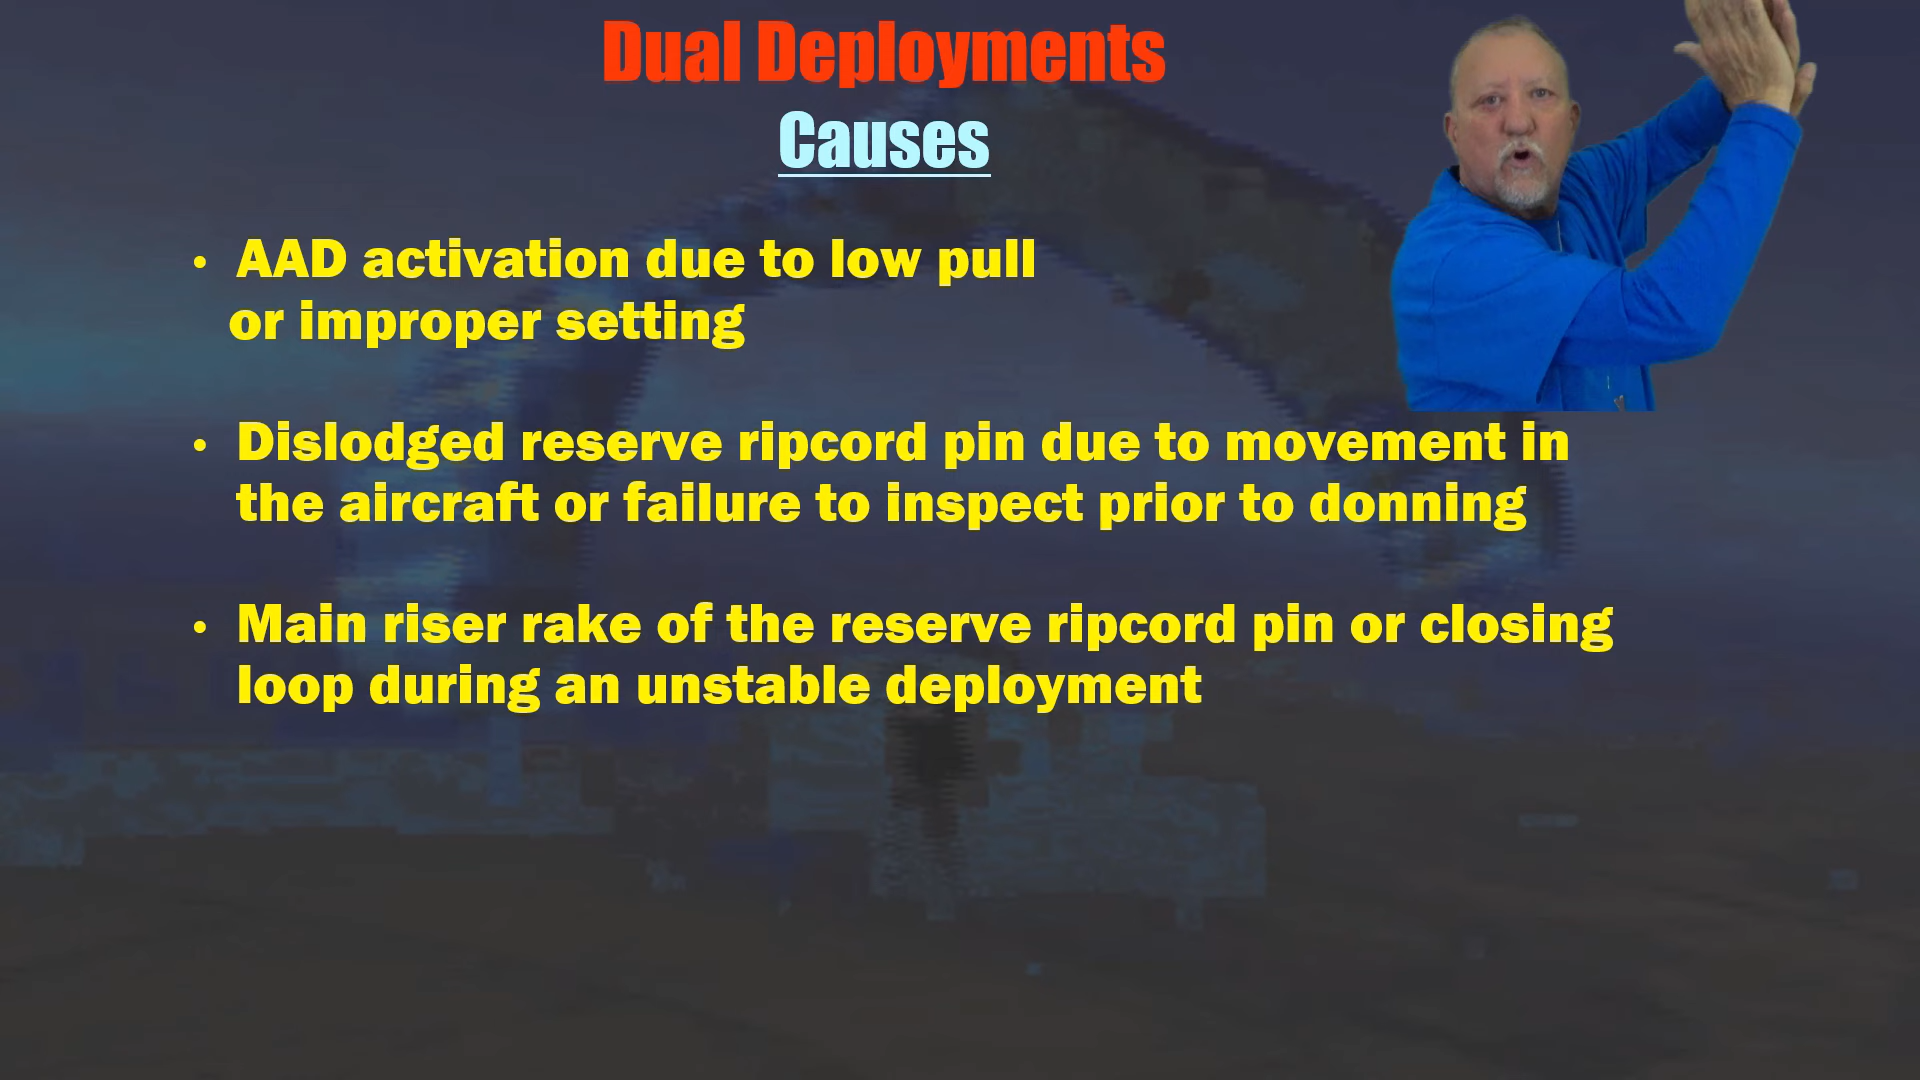 Dual Deployments
Causes
• AAD activation due to low pull
or improper setting
• Dislodged reserve ripcord pin due to movement in
the aircraft or failure to inspect prior to donning
• Main riser rake of the reserve ripcord pin or closing
loop during an unstable deployment